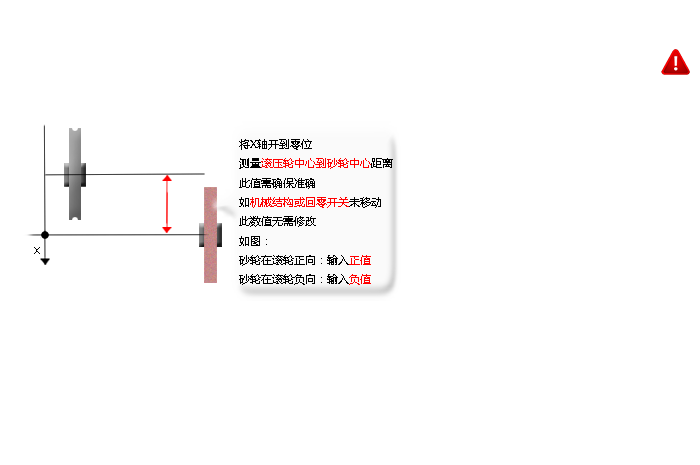 将X轴开到零位
测量滚压轮中心到砂轮中心距离
此值需确保准确
如机械结构或回零开关未移动
此数值无需修改
如图：
砂轮在滚轮正向：输入正值
砂轮在滚轮负向：输入负值
X